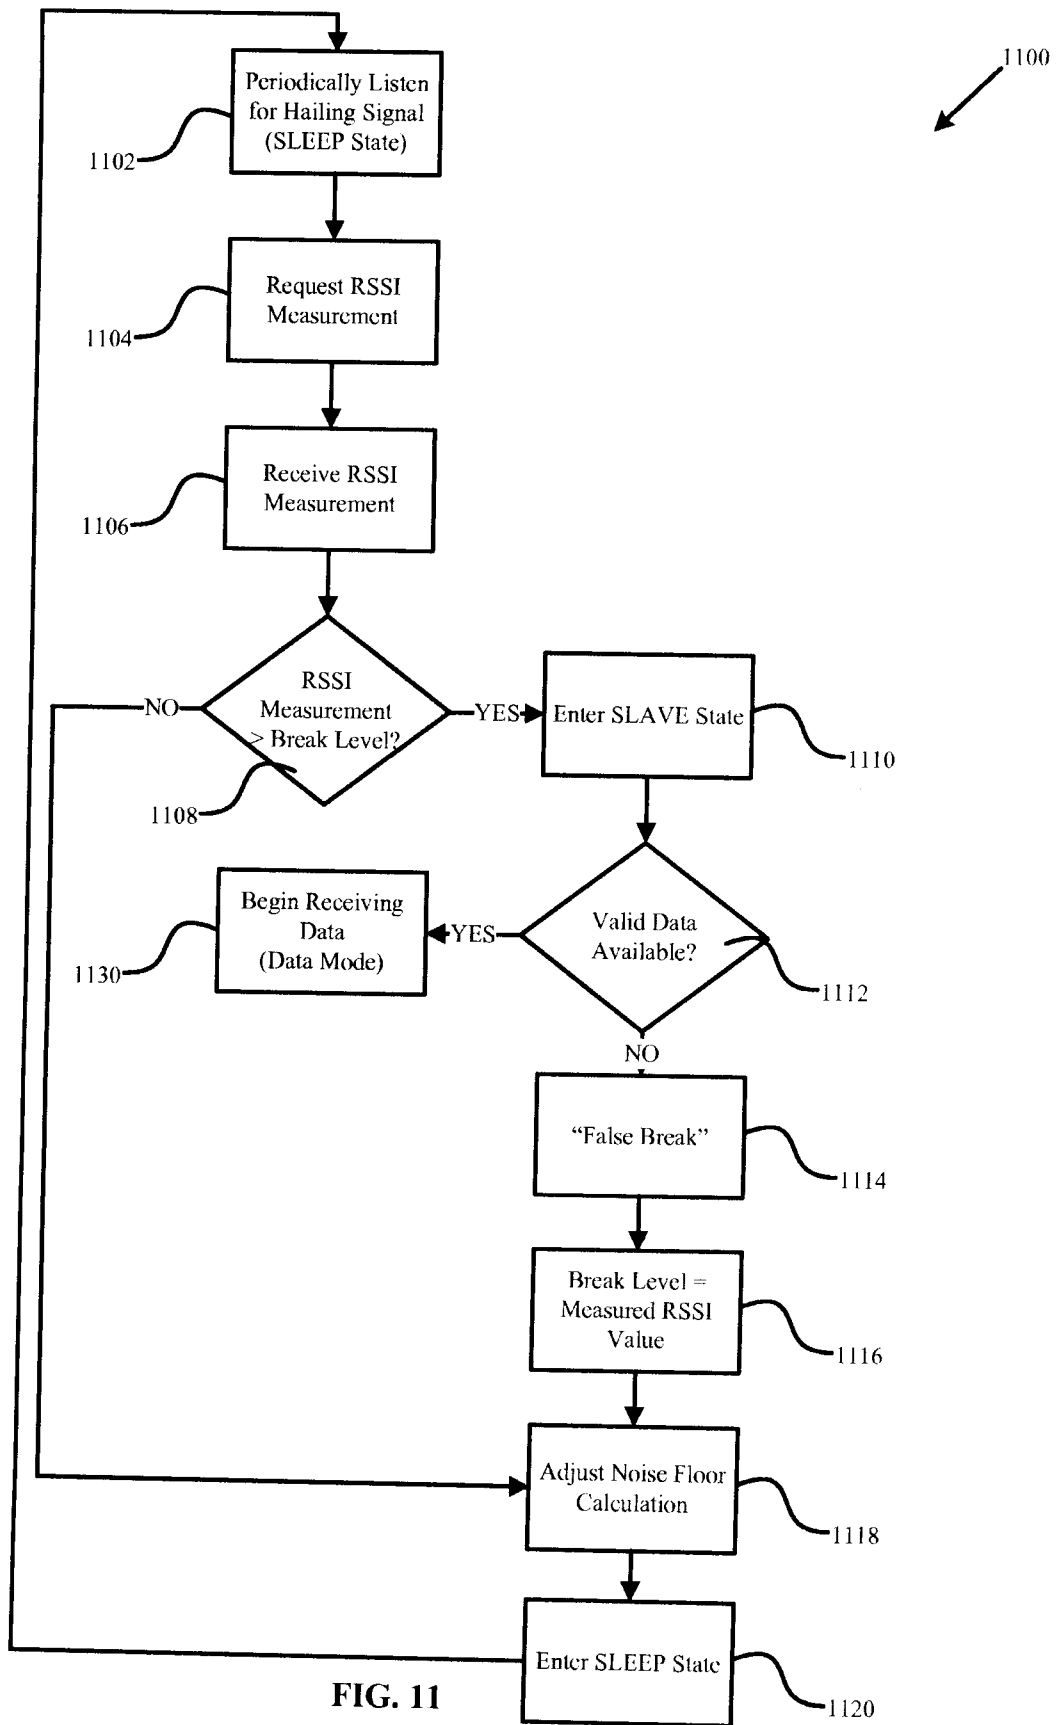 1100
Periodically Listen
for Hailing Signal
(SLEEP State)
1102
Request RSSI
Measurement
1104
Receive RSSI
Measurement
1106
RSSI
Measurement
> Break Level?
NO
YES
1108
Enter SLAVE State
1110
Valid Data
Available?
YES
1112
Begin Receiving
Data
(Data Mode)
1130
NO
“False Break”
1114
Break Level =
Measured RSSI
Value
1116
Adjust Noise Floor
Calculation
1118
Enter SLEEP State
1120
FIG. 11